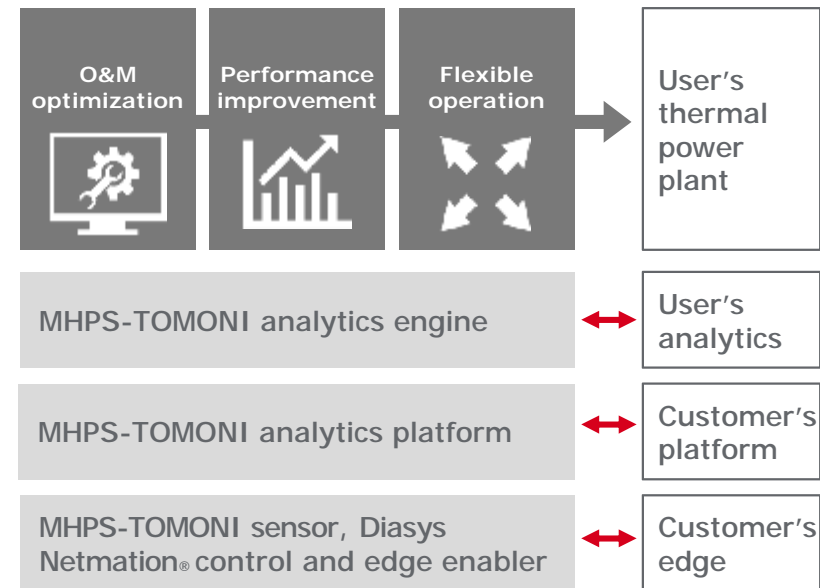 O&M
optimization
Performance
improvement
Flexible
operation
User's
thermal
power
plant
MHPS-TOMONI analytics engine
User's
analytics
MHPS-TOMONI analytics platform
Customer's
platform
MHPS-TOMONI sensor, Diasys
Netmation® control and edge enabler
Customer's
edge